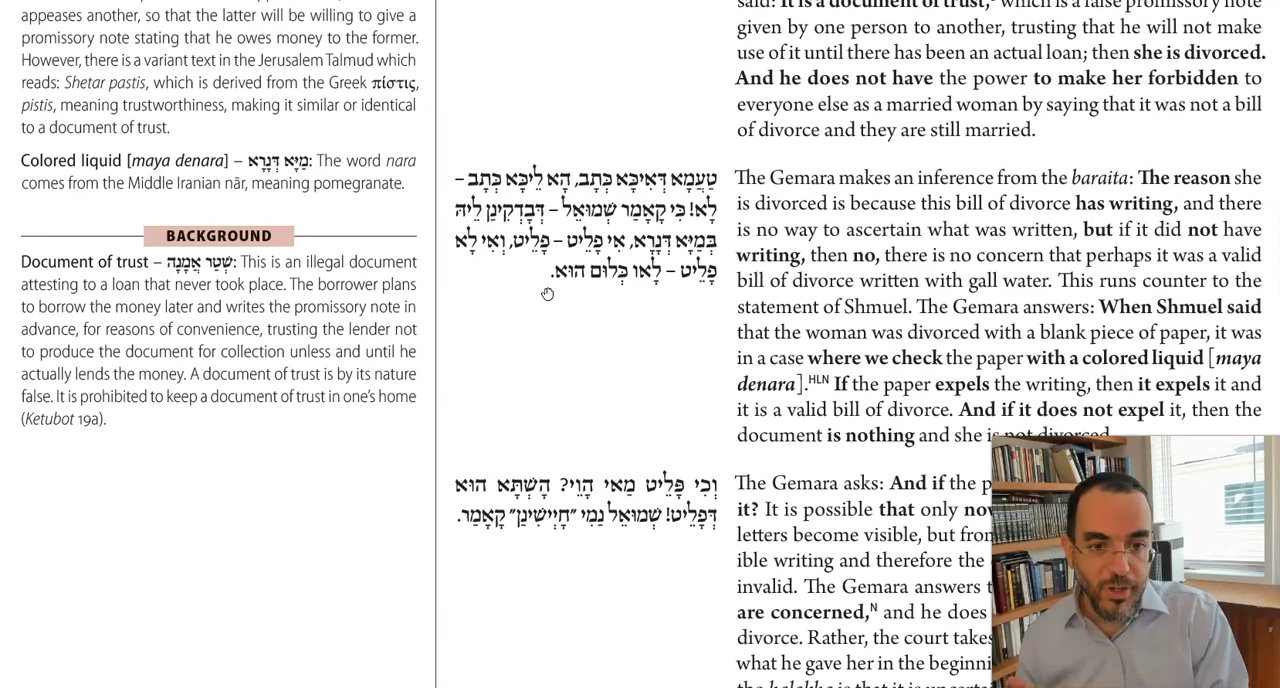 appeases another, so that the latter will be willing to give a
promissory note stating that he owes money to the former.
However, there is a variant text in the Jerusalem Talmud which
reads: Shetar pastis, which is derived from the Greek πίστις,
pistis, meaning trustworthiness, making it similar or identical
to a document of trust.
Colored liquid [maya denara] – מַיָּא דְּנָרָא: The word nara
comes from the Middle Iranian nār, meaning pomegranate.
BACKGROUND
Document of trust – שְׁטַר אֲמָנָה: This is an illegal document
attesting to a loan that never took place. The borrower plans
to borrow the money later and writes the promissory note in
advance, for reasons of convenience, trusting the lender not
to produce the document for collection unless and until he
actually lends the money. A document of trust is by its nature
false. It is prohibited to keep a document of trust in one's home
(Ketubot 19a).
טַעְמָא דְּאִיכָּא כְּתָב, הָא לֵיכָּא כְּתָב –
לָא! כִּי קָאָמַר שְׁמוּאֵל – דְּבָדְקִינַן לֵיהּ
בְּמַיָּא דְּנָרָא, אִי פָּלֵיט – פָּלֵיט, וְאִי לָא
פָּלֵיט – לָאו כְּלוּם הוּא.
וְכִי פָּלֵיט מַאי הָוֵי? הָשְׁתָּא הוּא
דְּפָלֵיט! שְׁמוּאֵל נַמִי ״חָיְישִׁינַן״ קָאָמַר.
said: It is a document of trust,ᴮ which is a false promissory note
given by one person to another, trusting that he will not make
use of it until there has been an actual loan; then she is divorced.
And he does not have the power to make her forbidden to
everyone else as a married woman by saying that it was not a bill
of divorce and they are still married.
The Gemara makes an inference from the baraita: The reason she
is divorced is because this bill of divorce has writing, and there
is no way to ascertain what was written, but if it did not have
writing, then no, there is no concern that perhaps it was a valid
bill of divorce written with gall water. This runs counter to the
statement of Shmuel. The Gemara answers: When Shmuel said
that the woman was divorced with a blank piece of paper, it was
in a case where we check the paper with a colored liquid [maya
denara].HLN If the paper expels the writing, then it expels it and
it is a valid bill of divorce. And if it does not expel it, then the
document is nothing and she is not divorced.
The Gemara asks: And if the
it? It is possible that only
letters become visible, but
ible writing and therefore the
invalid. The Gemara answers
are concerned,N and he does
divorce. Rather, the court takes
what he gave her in the
the halakha is that it is